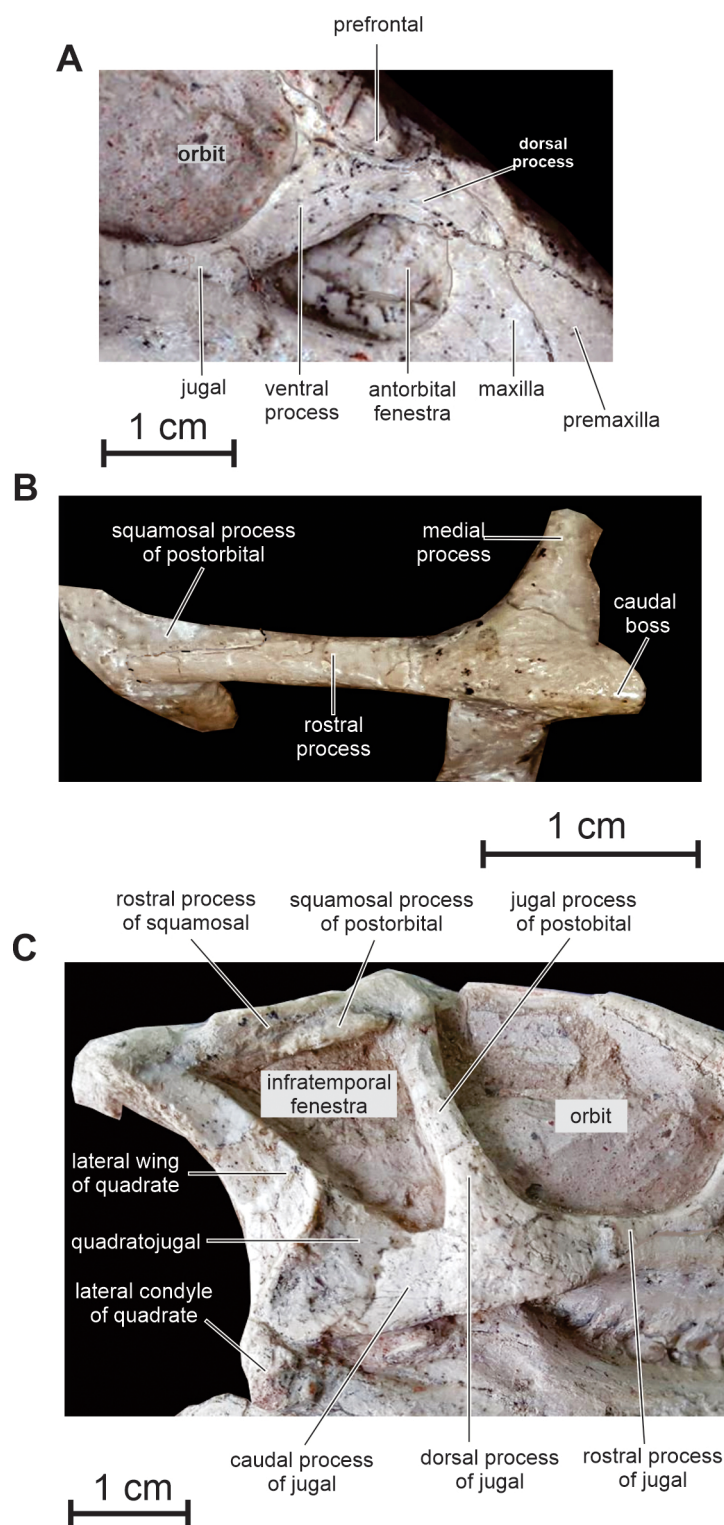 A
prefrontal
orbit
dorsal
process
jugal
ventral
process
antorbital
fenestra
maxilla
premaxilla
1 cm
B
squamosal process
of postorbital
medial
process
caudal
boss
rostral
process
1 cm
C
rostral process
of squamosal
squamosal process
of postorbital
jugal process
of postobital
infratemporal
fenestra
orbit
lateral wing
of quadrate
quadratojugal
lateral condyle
of quadrate
caudal process
of jugal
dorsal process
of jugal
rostral process
of jugal
1 cm